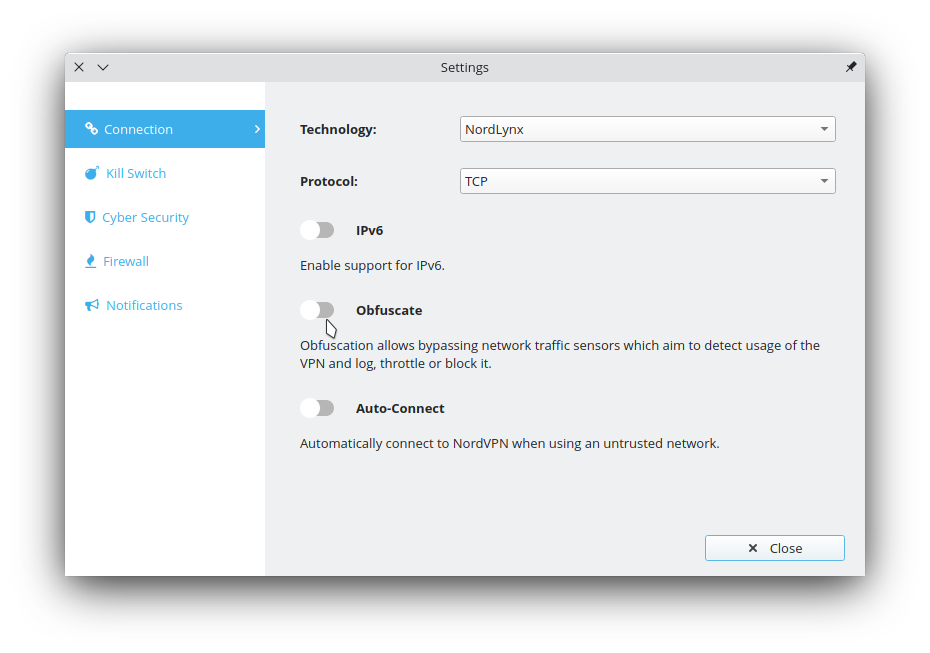 Settings
Connection
Kill Switch
Cyber Security
Firewall
Notifications
Technology: NordLynx
Protocol: TCP
IPv6
Enable support for IPv6.
Obfuscate
Obfuscation allows bypassing network traffic sensors which aim to detect usage of the
VPN and log, throttle or block it.
Auto-Connect
Automatically connect to NordVPN when using an untrusted network.
Close